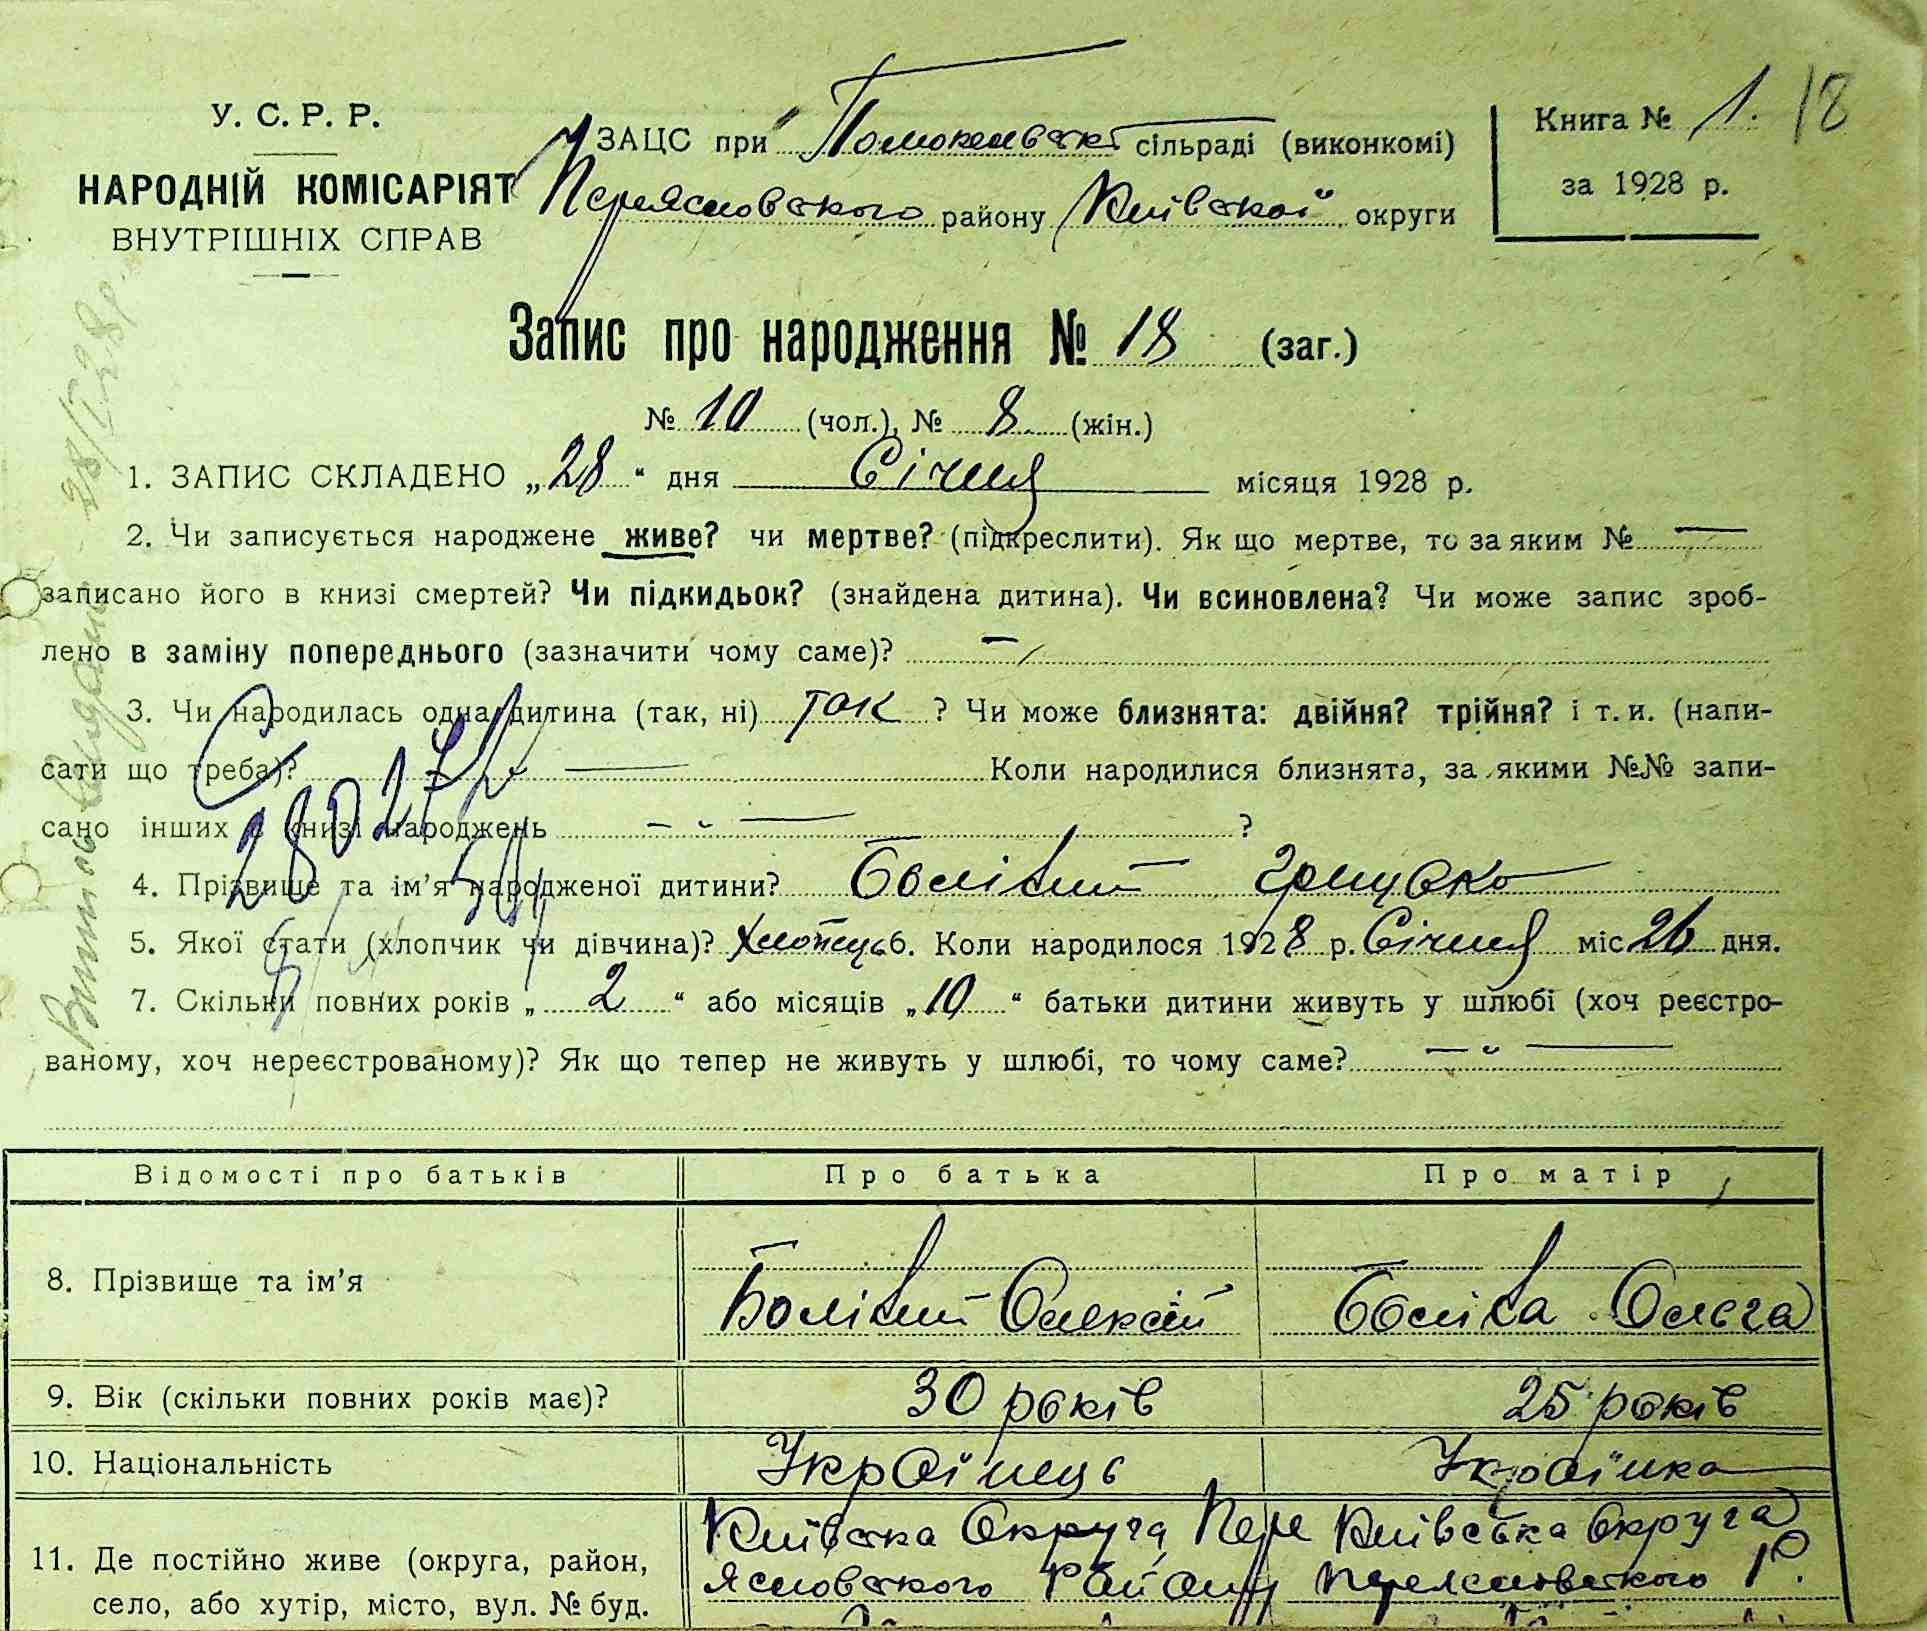 У. С. Р. Р.
НАРОДНІЙ КОМІСАРІЯТ
ВНУТРІШНІХ СПРАВ
ЗАЦС при сільраді (виконкомі)
Переясловського району Київської округи
Книга № 1. 18
за 1928 р.
Запис про народження № 18 (заг.)
№ 10 (чол.), № 8 (жін.)
1. ЗАПИС СКЛАДЕНО „28“ дня Січня місяця 1928 р.
2. Чи записується народжене живе? чи мертве? (підкреслити). Як що мертве, то за яким № —
записано його в книзі смертей? Чи підкидьок? (знайдена дитина). Чи всиновлена? Чи може запис зроб-
лено в заміну попереднього (зазначити чому саме)? —
3. Чи народилась одна дитина (так, ні) так ? Чи може близнята: двійня? трійня? і т. и. (напи-
сати що треба)? — Коли народилися близнята, за якими №№ запи-
сано інших в книзі народжень — " — ?
4. Прізвище та ім'я народженої дитини? Болівий Грицько
5. Якої стати (хлопчик чи дівчина)? Хлопець 6. Коли народилося 1928 р. Січня міс 26 дня.
7. Скільки повних років „2“ або місяців „10“ батьки дитини живуть у шлюбі (хоч реєстро-
ваному, хоч нереєстрованому)? Як що тепер не живуть у шлюбі, то чому саме? — " —
Відомості про батьків Про батька Про матір
8. Прізвище та ім'я Олексій Ольга
9. Вік (скільки повних років має)? 30 років 25 років
10. Національність Українець Українка
11. Де постійно живе (округа, район,
село, або хутір, місто, вул. № буд.
Київська Округа Пере
ясловського Району
Київська Округа
Переясловського Р.
28/I 28 р.